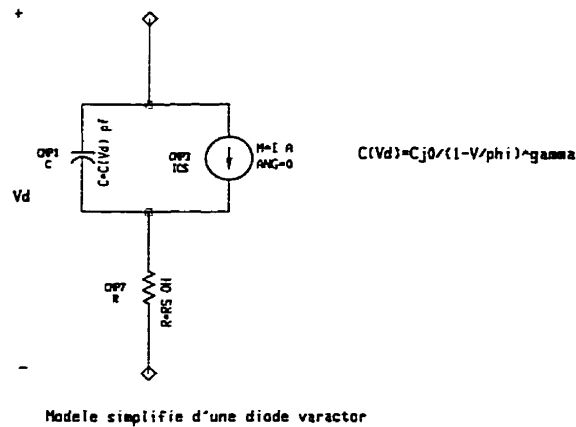 +
CMP1
C
C=C(Vd) pf
CMP3
ICS
M=I A
ANG=0
C(Vd)=Cj0/(1-V/phi)^gamma
Vd
CMP7
R
R=RS OH
-
Modele simplifie d'une diode varactor